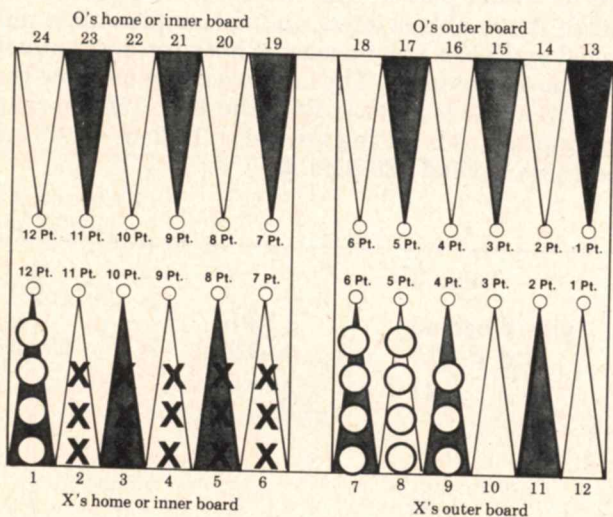 O's home or inner board O's outer board
24 23 22 21 20 19 18 17 16 15 14 13
12 Pt. 11 Pt. 10 Pt. 9 Pt. 8 Pt. 7 Pt. 6 Pt. 5 Pt. 4 Pt. 3 Pt. 2 Pt. 1 Pt.
12 Pt. 11 Pt. 10 Pt. 9 Pt. 8 Pt. 7 Pt. 6 Pt. 5 Pt. 4 Pt. 3 Pt. 2 Pt. 1 Pt.
X X X X X
X X X X X
X X X X X
1 2 3 4 5 6 7 8 9 10 11 12
X's home or inner board X's outer board